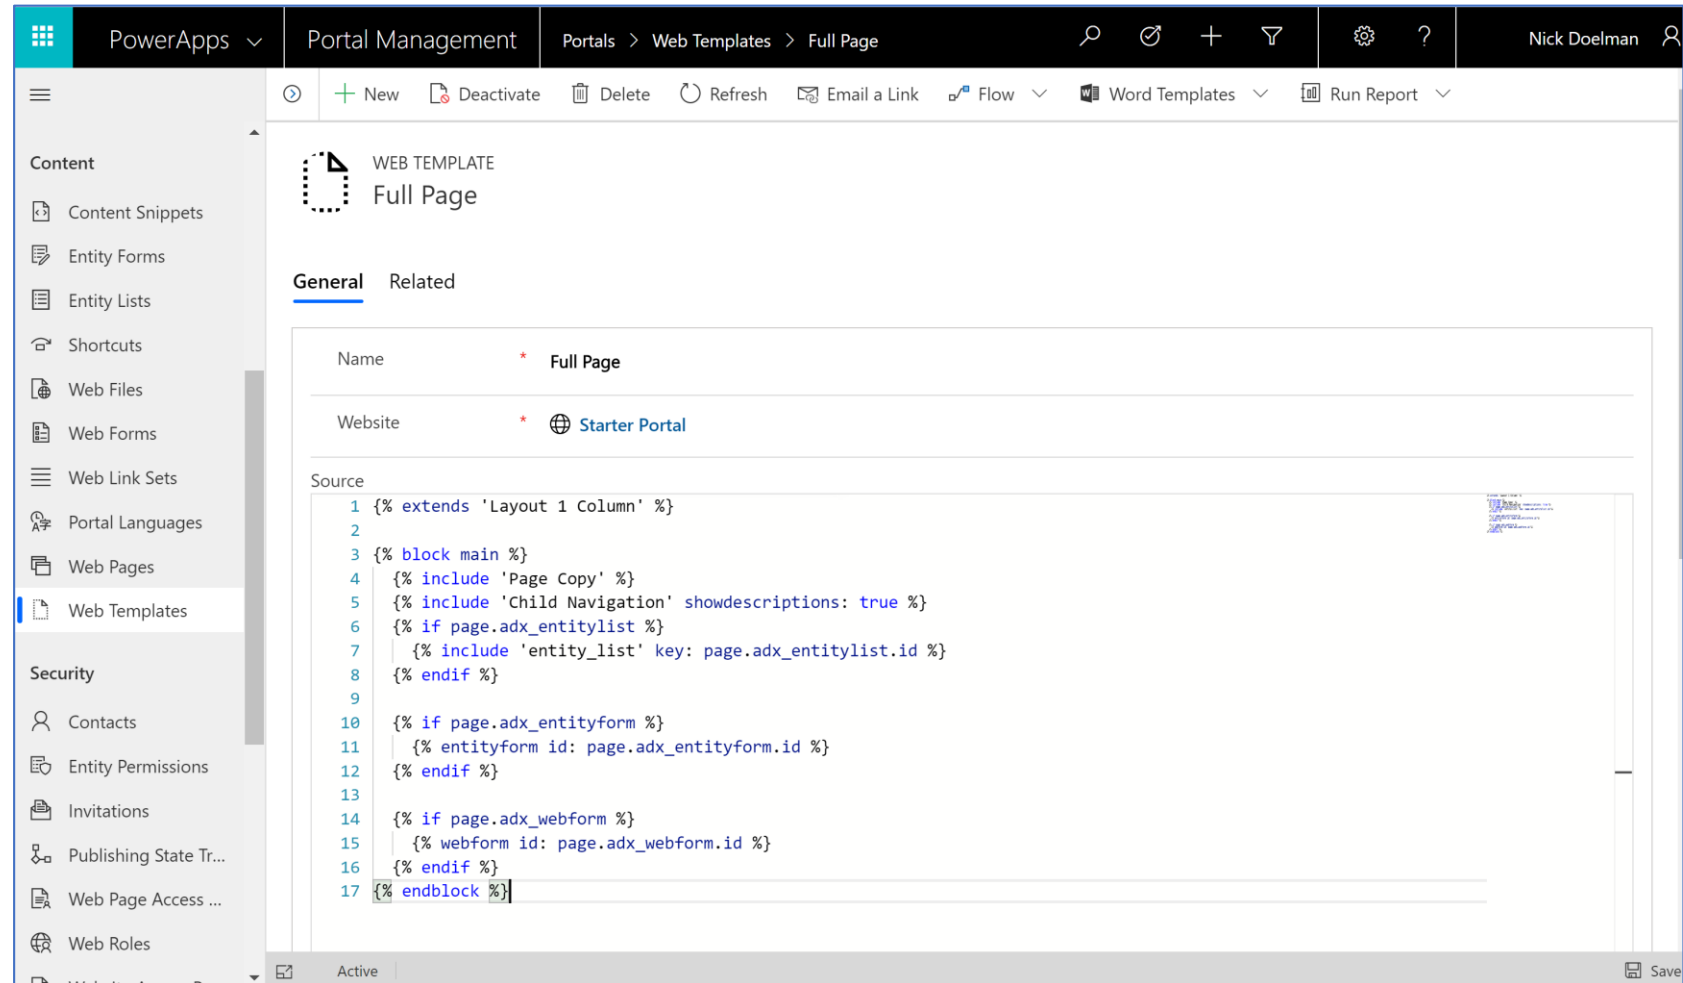 PowerApps Portal Management Portals > Web Templates > Full Page Nick Doelman
New Deactivate Delete Refresh Email a Link Flow Word Templates Run Report
Content
Content Snippets
Entity Forms
Entity Lists
Shortcuts
Web Files
Web Forms
Web Link Sets
Portal Languages
Web Pages
Web Templates
Security
Contacts
Entity Permissions
Invitations
Publishing State Tr...
Web Page Access ...
Web Roles
WEB TEMPLATE
Full Page
General Related
Name * Full Page
Website * Starter Portal
Source
1 {% extends 'Layout 1 Column' %}
2
3 {% block main %}
4 {% include 'Page Copy' %}
5 {% include 'Child Navigation' showdescriptions: true %}
6 {% if page.adx_entitylist %}
7 {% include 'entity_list' key: page.adx_entitylist.id %}
8 {% endif %}
9
10 {% if page.adx_entityform %}
11 {% entityform id: page.adx_entityform.id %}
12 {% endif %}
13
14 {% if page.adx_webform %}
15 {% webform id: page.adx_webform.id %}
16 {% endif %}
17 {% endblock %}
Active Save